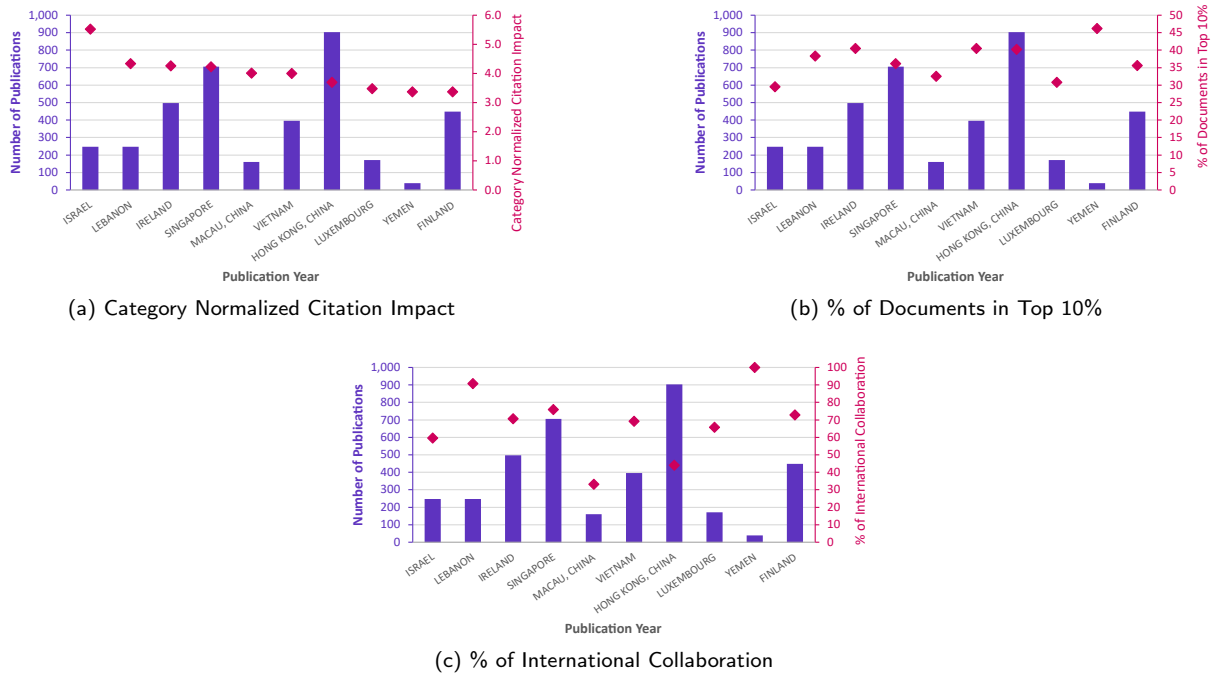 1,000
900
800
700
600
500
400
300
200
100
0
Number of Publications
6.0
5.0
4.0
3.0
2.0
1.0
0.0
Category Normalized Citation Impact
ISRAEL
LEBANON
IRELAND
SINGAPORE
MACAU, CHINA
VIETNAM
HONG KONG, CHINA
LUXEMBOURG
YEMEN
FINLAND
Publication Year
(a) Category Normalized Citation Impact
1,000
900
800
700
600
500
400
300
200
100
0
Number of Publications
50
45
40
35
30
25
20
15
10
5
0
% of Documents in Top 10%
ISRAEL
LEBANON
IRELAND
SINGAPORE
MACAU, CHINA
VIETNAM
HONG KONG, CHINA
LUXEMBOURG
YEMEN
FINLAND
Publication Year
(b) % of Documents in Top 10%
1,000
900
800
700
600
500
400
300
200
100
0
Number of Publications
100
90
80
70
60
50
40
30
20
10
0
% of International Collaboration
ISRAEL
LEBANON
IRELAND
SINGAPORE
MACAU, CHINA
VIETNAM
HONG KONG, CHINA
LUXEMBOURG
YEMEN
FINLAND
Publication Year
(c) % of International Collaboration